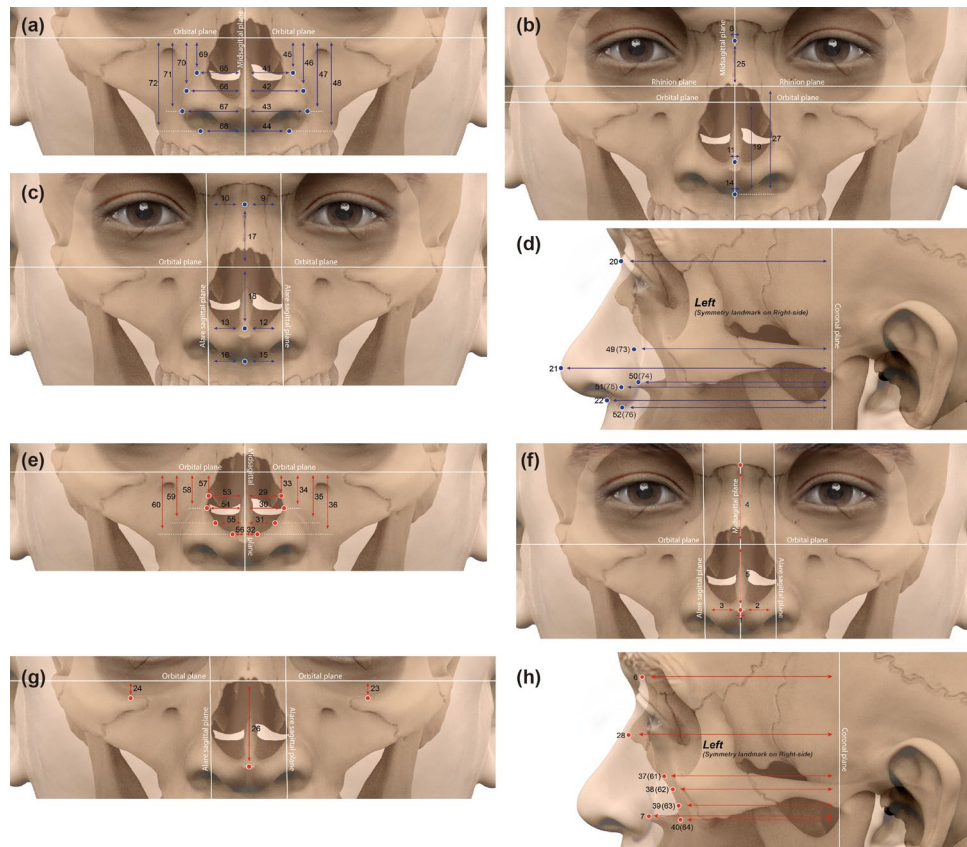 (a)
Orbital plane
Midsagittal plane
Orbital plane
72
71
70
69
65
41
45
46
47
48
66
42
67
43
68
44
(b)
Midsagittal plane
8
25
Rhinion plane
Rhinion plane
Orbital plane
Orbital plane
27
11
19
14
(c)
10
9
17
Orbital plane
Orbital plane
Alare sagittal plane
Alare sagittal plane
18
13
12
16
15
(d)
20
Left
(Symmetry landmark on Right-side)
Coronal plane
49(73)
21
50(74)
51(75)
22
52(76)
(e)
Orbital plane
Midsagittal plane
Orbital plane
60
59
58
57
53
29
33
34
35
36
54
30
55
31
56
32
(f)
Midsagittal plane
4
Orbital plane
Orbital plane
Alare sagittal plane
Alare sagittal plane
5
3
2
1
(g)
Orbital plane
Orbital plane
24
23
Alare sagittal plane
Alare sagittal plane
26
(h)
6
28
Left
(Symmetry landmark on Right-side)
Coronal plane
37(61)
38(62)
39(63)
7
40(64)